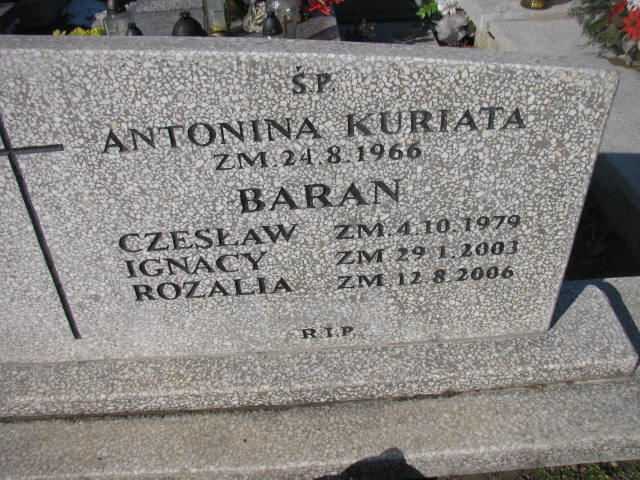 ŚP
ANTONINA KURIATA
ZM. 24.8.1966
BARAN
CZESŁAW ZM. 4.10.1979
IGNACY ZM 29.1.2003
ROZALIA ZM 12.8.2006
R.I.P.